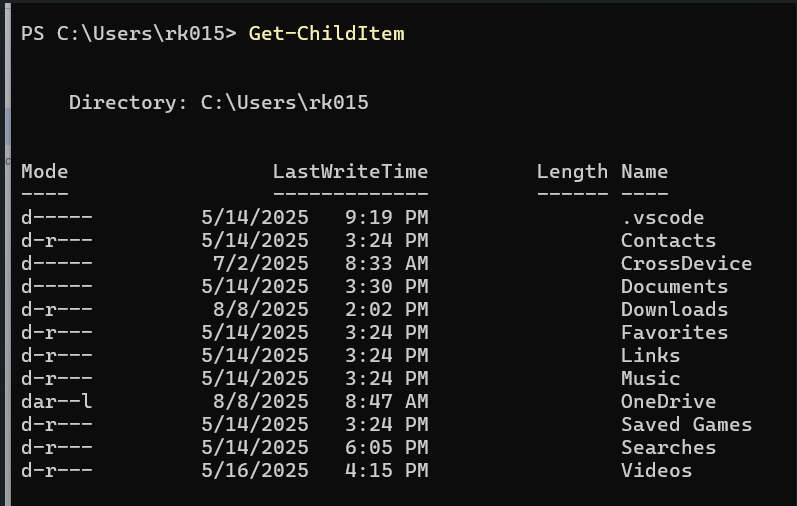 PS C:\Users\rk015> Get-ChildItem
Directory: C:\Users\rk015
Mode LastWriteTime Length Name
---- ------------- ------ ----
d----- 5/14/2025 9:19 PM .vscode
d-r--- 5/14/2025 3:24 PM Contacts
d----- 7/2/2025 8:33 AM CrossDevice
d----- 5/14/2025 3:30 PM Documents
d-r--- 8/8/2025 2:02 PM Downloads
d-r--- 5/14/2025 3:24 PM Favorites
d-r--- 5/14/2025 3:24 PM Links
d-r--- 5/14/2025 3:24 PM Music
dar--l 8/8/2025 8:47 AM OneDrive
d-r--- 5/14/2025 3:24 PM Saved Games
d-r--- 5/14/2025 6:05 PM Searches
d-r--- 5/16/2025 4:15 PM Videos